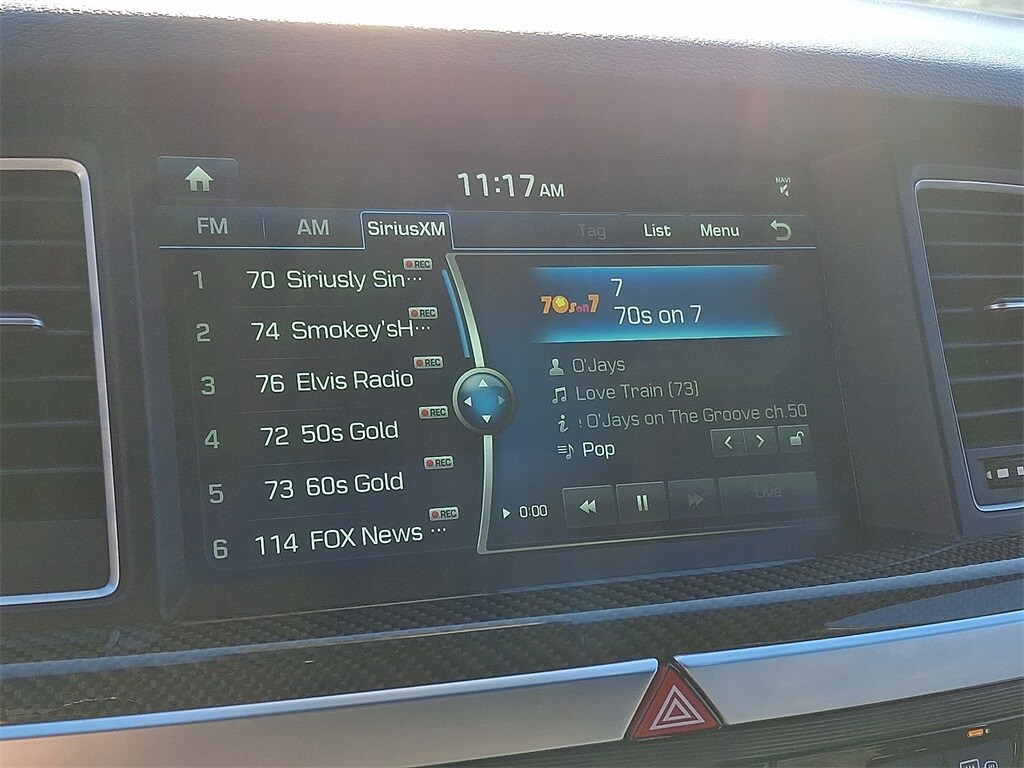 11:17 AM
NAVI
FM AM SiriusXM Tag List Menu
1 70 Siriusly Sin... REC
2 74 Smokey'sH... REC
3 76 Elvis Radio REC
4 72 50s Gold REC
5 73 60s Gold REC
6 114 FOX News ... REC
70s on 7
7
70s on 7
O'Jays
Love Train (73)
: O'Jays on The Groove ch.50
Pop
0:00
Live